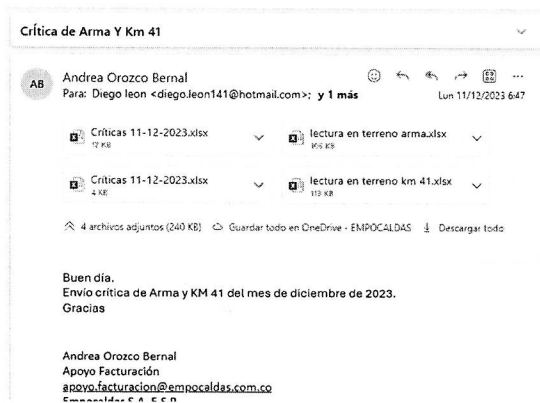 Crítica de Arma Y Km 41
AB
Andrea Orozco Bernal
Para: Diego leon <diego.leon141@hotmail.com>; y 1 más
Lun 11/12/2023 6:47
Críticas 11-12-2023.xlsx
17 KB
lectura en terreno arma.xlsx
106 KB
Críticas 11-12-2023.xlsx
4 KB
lectura en terreno km 41.xlsx
113 KB
4 archivos adjuntos (240 KB) Guardar todo en OneDrive - EMPOCALDAS Descargar todo
Buen día.
Envío crítica de Arma y KM 41 del mes de diciembre de 2023.
Gracias
Andrea Orozco Bernal
Apoyo Facturación
apoyo.facturacion@empocaldas.com.co
Empocaldas S.A. E.S.P.